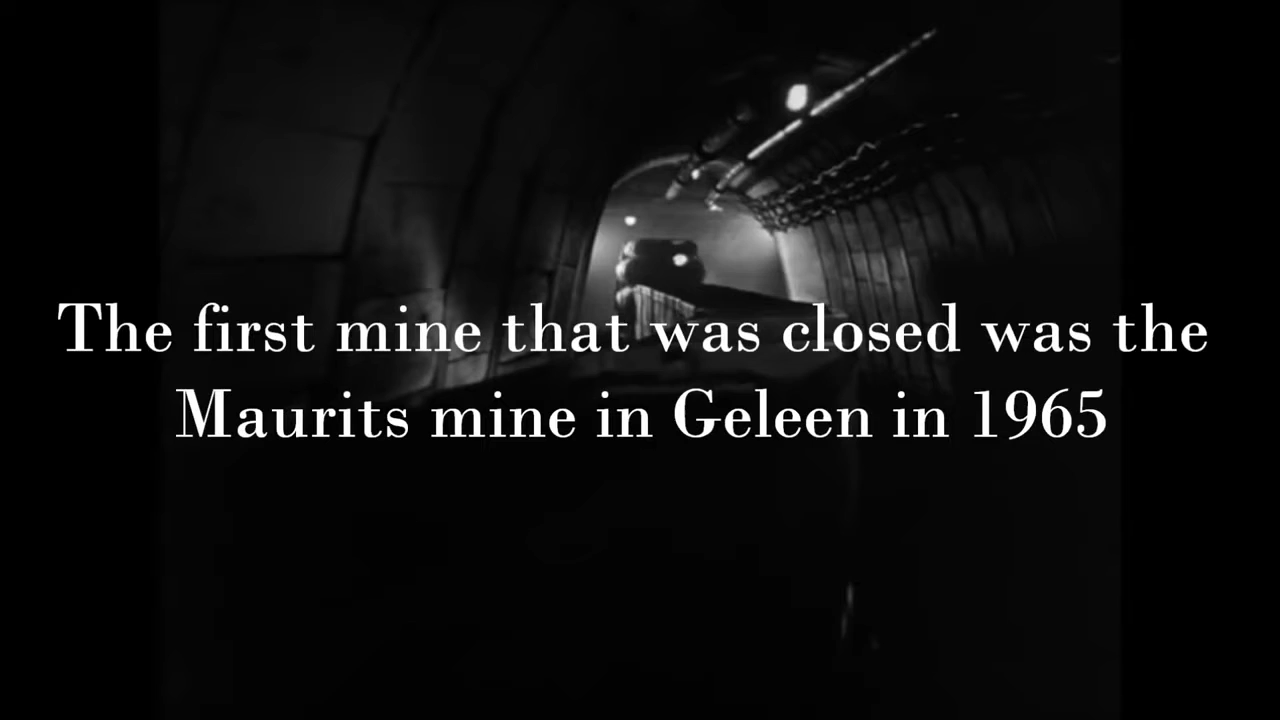 The first mine that was closed was the
Maurits mine in Geleen in 1965